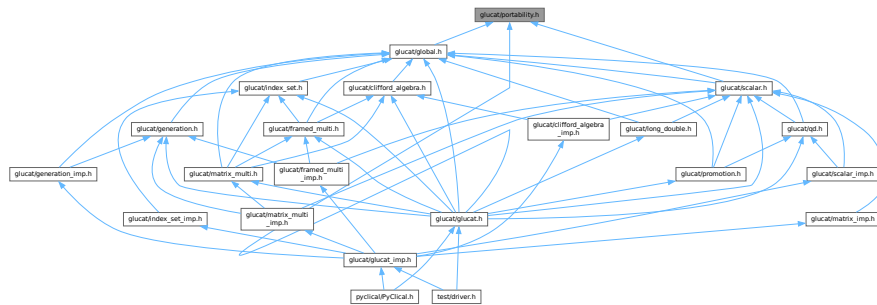 glucat/portability.h
glucat/global.h
glucat/index_set.h
glucat/clifford_algebra.h
glucat/scalar.h
glucat/generation.h
glucat/framed_multi.h
glucat/clifford_algebra
_imp.h
glucat/long_double.h
glucat/qd.h
glucat/generation_imp.h
glucat/matrix_multi.h
glucat/framed_multi
_imp.h
glucat/promotion.h
glucat/scalar_imp.h
glucat/index_set_imp.h
glucat/matrix_multi
_imp.h
glucat/glucat.h
glucat/matrix_imp.h
glucat/glucat_imp.h
pyclical/PyClical.h
test/driver.h